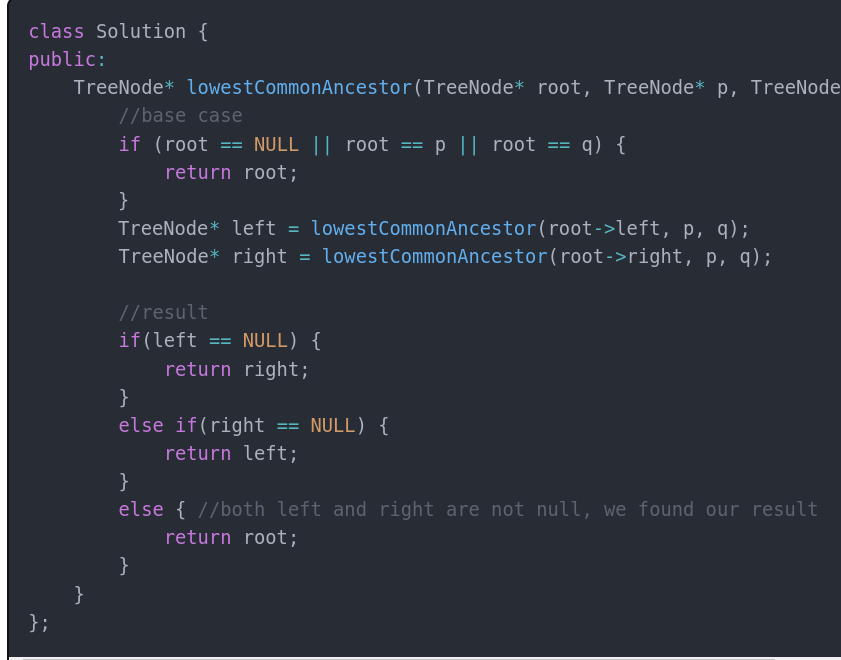 class Solution {
public:
    TreeNode* lowestCommonAncestor(TreeNode* root, TreeNode* p, TreeNode
        //base case
        if (root == NULL || root == p || root == q) {
            return root;
        }
        TreeNode* left = lowestCommonAncestor(root->left, p, q);
        TreeNode* right = lowestCommonAncestor(root->right, p, q);

        //result
        if(left == NULL) {
            return right;
        }
        else if(right == NULL) {
            return left;
        }
        else { //both left and right are not null, we found our result
            return root;
        }
    }
};